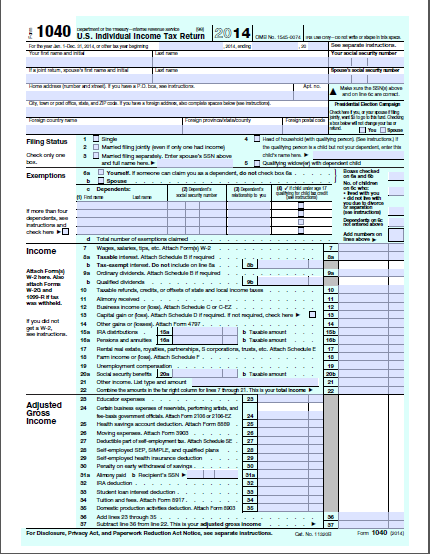 Form 1040 Department of the Treasury—Internal Revenue Service (99)
U.S. Individual Income Tax Return 2014 OMB No. 1545-0074 IRS Use Only—Do not write or staple in this space.
For the year Jan. 1–Dec. 31, 2014, or other tax year beginning , 2014, ending , 20 See separate instructions.
Your first name and initial Last name Your social security number
If a joint return, spouse's first name and initial Last name Spouse's social security number
Home address (number and street). If you have a P.O. box, see instructions. Apt. no.
▲ Make sure the SSN(s) above and on line 6c are correct.
City, town or post office, state, and ZIP code. If you have a foreign address, also complete spaces below (see instructions).
Presidential Election Campaign
Check here if you, or your spouse if filing
jointly, want $3 to go to this fund. Checking
a box below will not change your tax or
refund. You Spouse
Foreign country name Foreign province/state/county Foreign postal code
Filing Status
Check only one
box.
1 Single
2 Married filing jointly (even if only one had income)
3 Married filing separately. Enter spouse's SSN above
and full name here. ►
4 Head of household (with qualifying person). (See instructions.) If
the qualifying person is a child but not your dependent, enter this
child's name here. ►
5 Qualifying widow(er) with dependent child
Exemptions
6a Yourself. If someone can claim you as a dependent, do not check box 6a
b Spouse
c Dependents:
(1) First name Last name
(2) Dependent's
social security number
(3) Dependent's
relationship to you
(4) ✓ if child under age 17
qualifying for child tax credit
(see instructions)
Boxes checked
on 6a and 6b
No. of children
on 6c who:
• lived with you
• did not live with
you due to divorce
or separation
(see instructions)
Dependents on 6c
not entered above
If more than four
dependents, see
instructions and
check here ►
d Total number of exemptions claimed
Add numbers on
lines above ►
Income
Attach Form(s)
W-2 here. Also
attach Forms
W-2G and
1099-R if tax
was withheld.
If you did not
get a W-2,
see instructions.
7 Wages, salaries, tips, etc. Attach Form(s) W-2 7
8a Taxable interest. Attach Schedule B if required 8a
b Tax-exempt interest. Do not include on line 8a 8b
9a Ordinary dividends. Attach Schedule B if required 9a
b Qualified dividends 9b
10 Taxable refunds, credits, or offsets of state and local income taxes 10
11 Alimony received 11
12 Business income or (loss). Attach Schedule C or C-EZ 12
13 Capital gain or (loss). Attach Schedule D if required. If not required, check here ► 13
14 Other gains or (losses). Attach Form 4797 14
15a IRA distributions 15a b Taxable amount 15b
16a Pensions and annuities 16a b Taxable amount 16b
17 Rental real estate, royalties, partnerships, S corporations, trusts, etc. Attach Schedule E 17
18 Farm income or (loss). Attach Schedule F 18
19 Unemployment compensation 19
20a Social security benefits 20a b Taxable amount 20b
21 Other income. List type and amount 21
22 Combine the amounts in the far right column for lines 7 through 21. This is your total income ► 22
Adjusted
Gross
Income
23 Educator expenses 23
24 Certain business expenses of reservists, performing artists, and
fee-basis government officials. Attach Form 2106 or 2106-EZ 24
25 Health savings account deduction. Attach Form 8889 25
26 Moving expenses. Attach Form 3903 26
27 Deductible part of self-employment tax. Attach Schedule SE 27
28 Self-employed SEP, SIMPLE, and qualified plans 28
29 Self-employed health insurance deduction 29
30 Penalty on early withdrawal of savings 30
31a Alimony paid b Recipient's SSN ► 31a
32 IRA deduction 32
33 Student loan interest deduction 33
34 Tuition and fees. Attach Form 8917 34
35 Domestic production activities deduction. Attach Form 8903 35
36 Add lines 23 through 35 36
37 Subtract line 36 from line 22. This is your adjusted gross income ► 37
For Disclosure, Privacy Act, and Paperwork Reduction Act Notice, see separate instructions. Cat. No. 11320B Form 1040 (2014)